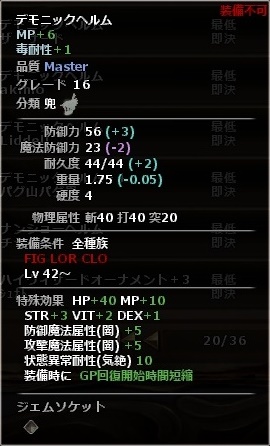 装備不可
デモニックヘルム
MP+6
毒耐性+1
品質 Master
グレード 16
分類 兜
防御力 56 (+3)
魔法防御力 23 (-2)
耐久度 44/44 (+2)
重量 1.75 (-0.05)
硬度 4
物理属性 斬40 打40 突20
装備条件 全種族
FIG LOR CLO
Lv 42～
特殊効果 HP+40 MP+10
STR+3 VIT+2 DEX+1
防御魔法属性(闇) +5
攻撃魔法属性(闇) +5
状態異常耐性(気絶) 10
装備時に GP回復開始時間短縮
20/36
ジェムソケット